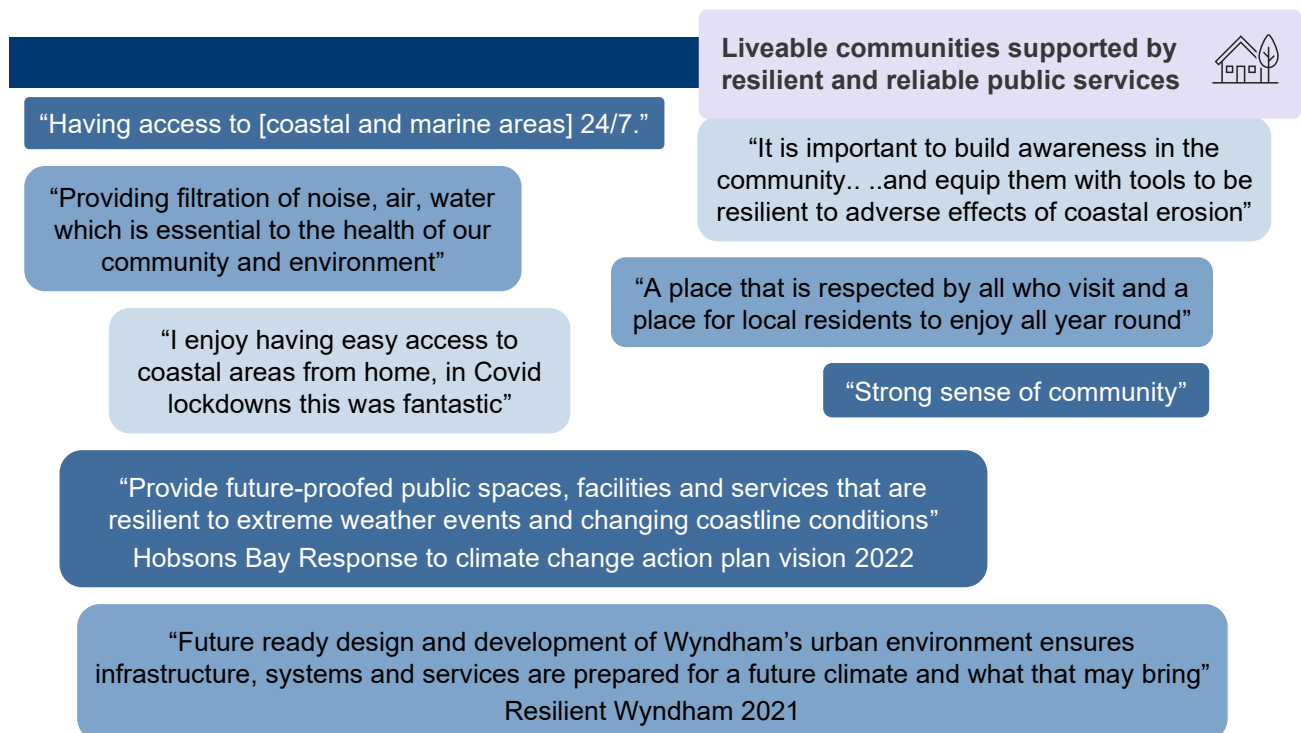 Liveable communities supported by
resilient and reliable public services
“Having access to [coastal and marine areas] 24/7.”
“It is important to build awareness in the
community.. ..and equip them with tools to be
resilient to adverse effects of coastal erosion”
“Providing filtration of noise, air, water
which is essential to the health of our
community and environment”
“A place that is respected by all who visit and a
place for local residents to enjoy all year round”
“I enjoy having easy access to
coastal areas from home, in Covid
lockdowns this was fantastic”
“Strong sense of community”
“Provide future-proofed public spaces, facilities and services that are
resilient to extreme weather events and changing coastline conditions”
Hobsons Bay Response to climate change action plan vision 2022
“Future ready design and development of Wyndham’s urban environment ensures
infrastructure, systems and services are prepared for a future climate and what that may bring”
Resilient Wyndham 2021